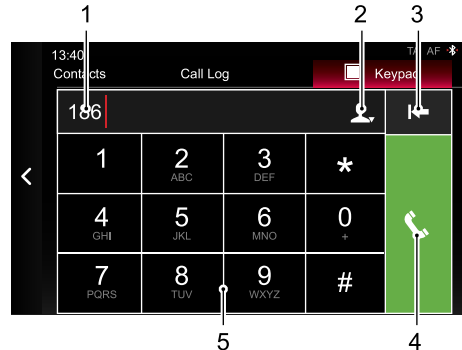 1 2 3
13:40 TA AF
Contacts Call Log Keypad
186
1 2 3 *
ABC DEF
4 5 6 0
GHI JKL MNO +
7 8 9 #
PQRS TUV WXYZ
5 4